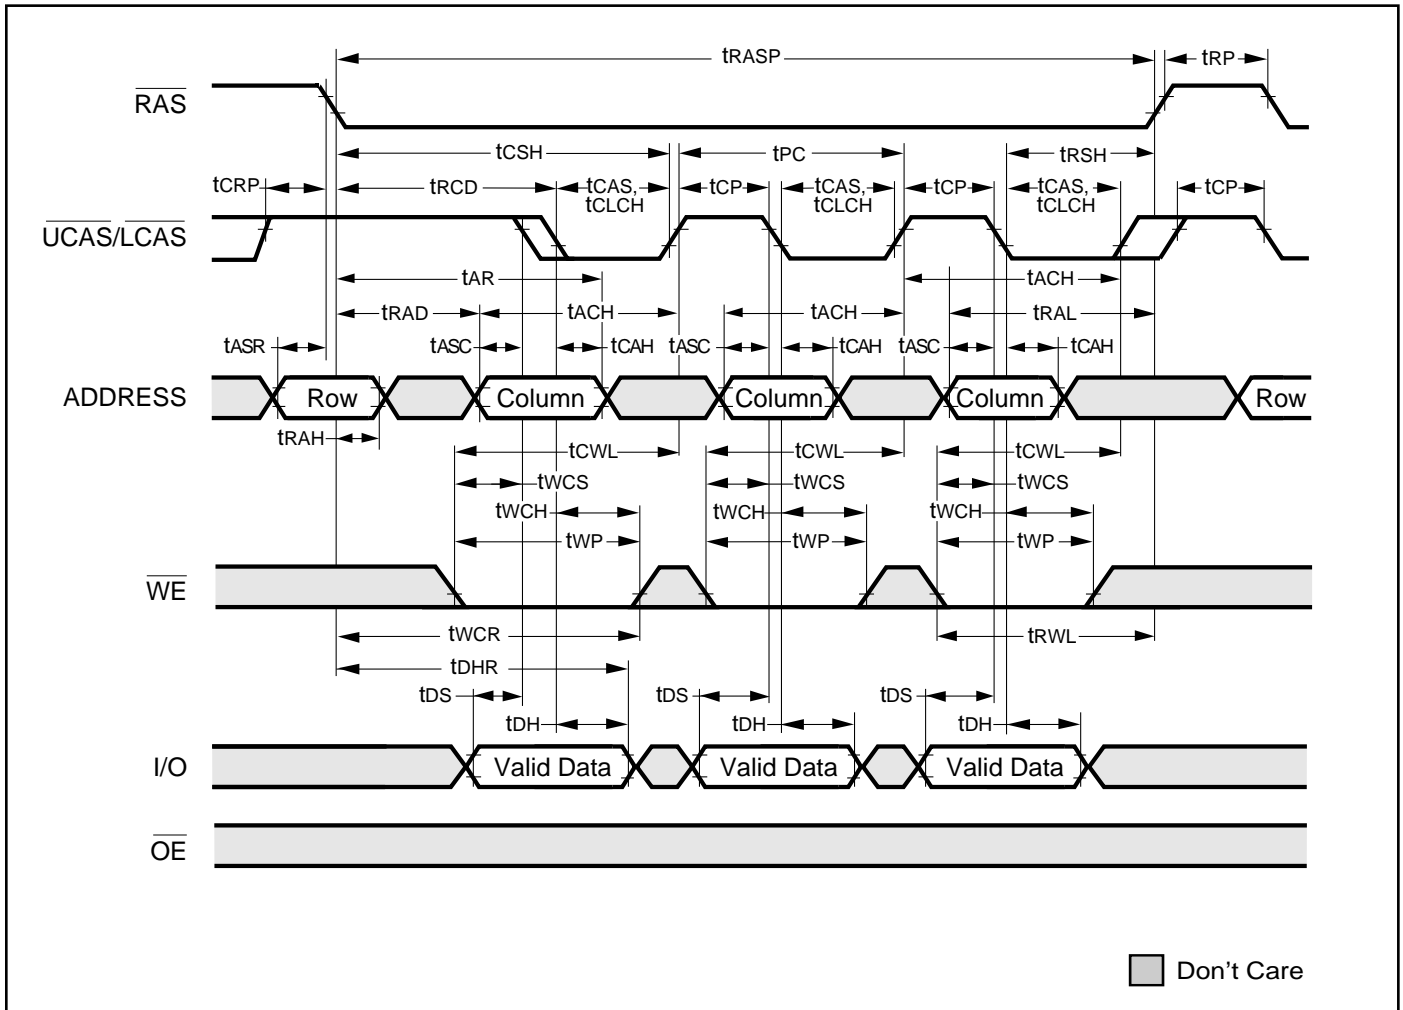 tRASP tRP
RAS
tCSH tPC tRSH
tCRP tRCD tCAS, tCLCH tCP tCAS, tCLCH tCP tCAS, tCLCH tCP
UCAS/LCAS
tAR tACH
tRAD tACH tACH tRAL
tASR tASC tCAH tASC tCAH tASC tCAH
ADDRESS Row Column Column Column Row
tRAH
tCWL tCWL tCWL
tWCS tWCS tWCS
tWCH tWCH tWCH
tWP tWP tWP
WE
tWCR tRWL
tDHR
tDS tDS tDS
tDH tDH tDH
I/O Valid Data Valid Data Valid Data
OE
Don't Care